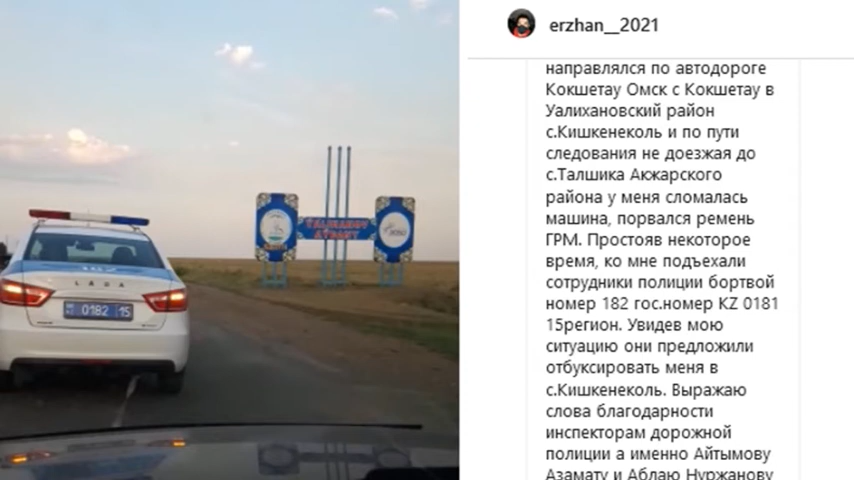 LADA
0182 15
erzhan__2021
направлялся по автодороге
Кокшетау Омск с Кокшетау в
Уалихановский район
с.Кишкенеколь и по пути
следования не доезжая до
с.Талшика Акжарского
района у меня сломалась
машина, порвался ремень
ГРМ. Простояв некоторое
время, ко мне подъехали
сотрудники полиции бортвой
номер 182 гос.номер KZ 0181
15регион. Увидев мою
ситуацию они предложили
отбуксировать меня в
с.Кишкенеколь. Выражаю
слова благодарности
инспекторам дорожной
полиции а именно Айтымову
Азамату и Аблаю Нуржанову